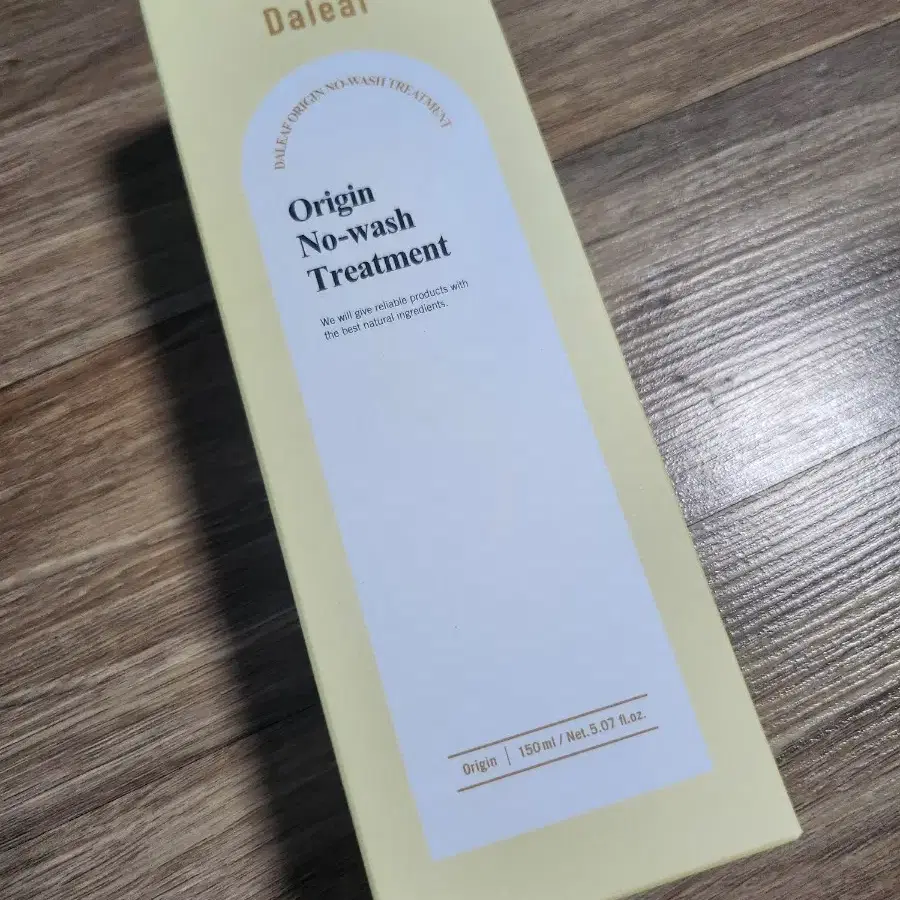 Daleaf
DALEAF ORIGIN NO-WASH TREATMENT
Origin
No-wash
Treatment
We will give reliable products with
the best natural ingredients.
Origin | 150ml / Net.5.07 fl.oz.